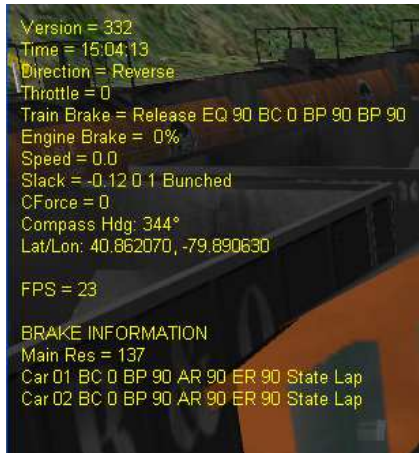 Version = 332
Time = 15:04:13
Direction = Reverse
Throttle = 0
Train Brake = Release EQ 90 BC 0 BP 90 BP 90
Engine Brake = 0%
Speed = 0.0
Slack = -0.12 0 1 Bunched
CForce = 0
Compass Hdg: 344°
Lat/Lon: 40.862070, -79.890630
FPS = 23
BRAKE INFORMATION
Main Res = 137
Car 01 BC 0 BP 90 AR 90 ER 90 State Lap
Car 02 BC 0 BP 90 AR 90 ER 90 State Lap